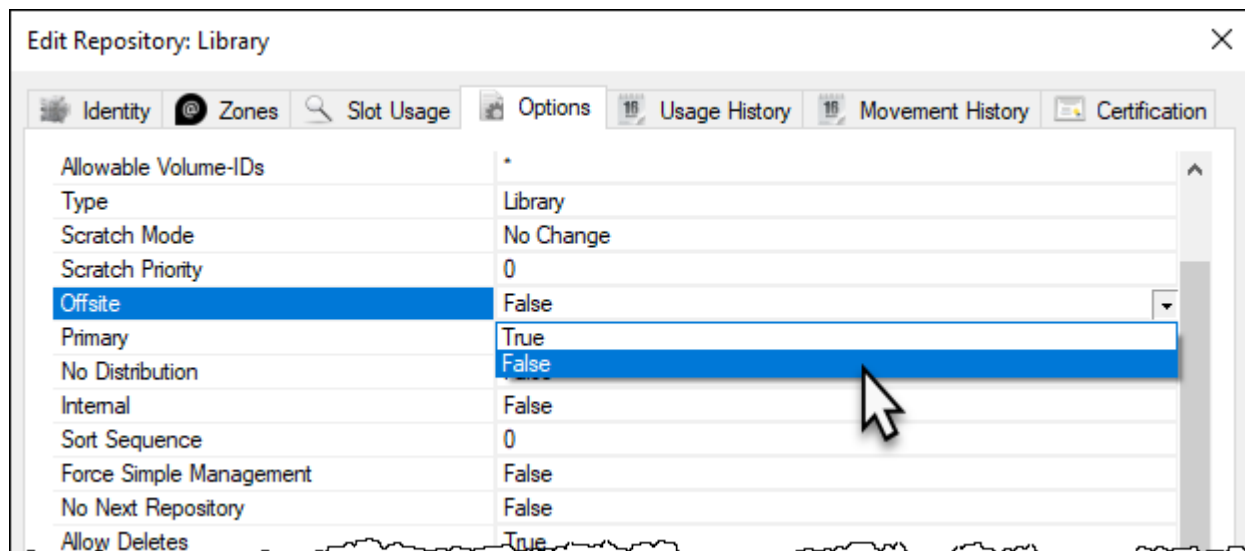 Edit Repository: Library
Identity Zones Slot Usage Options Usage History Movement History Certification
Allowable Volume-IDs *
Type Library
Scratch Mode No Change
Scratch Priority 0
Offsite False
Primary True
False
No Distribution
Internal False
Sort Sequence 0
Force Simple Management False
No Next Repository False
Allow Deletes True